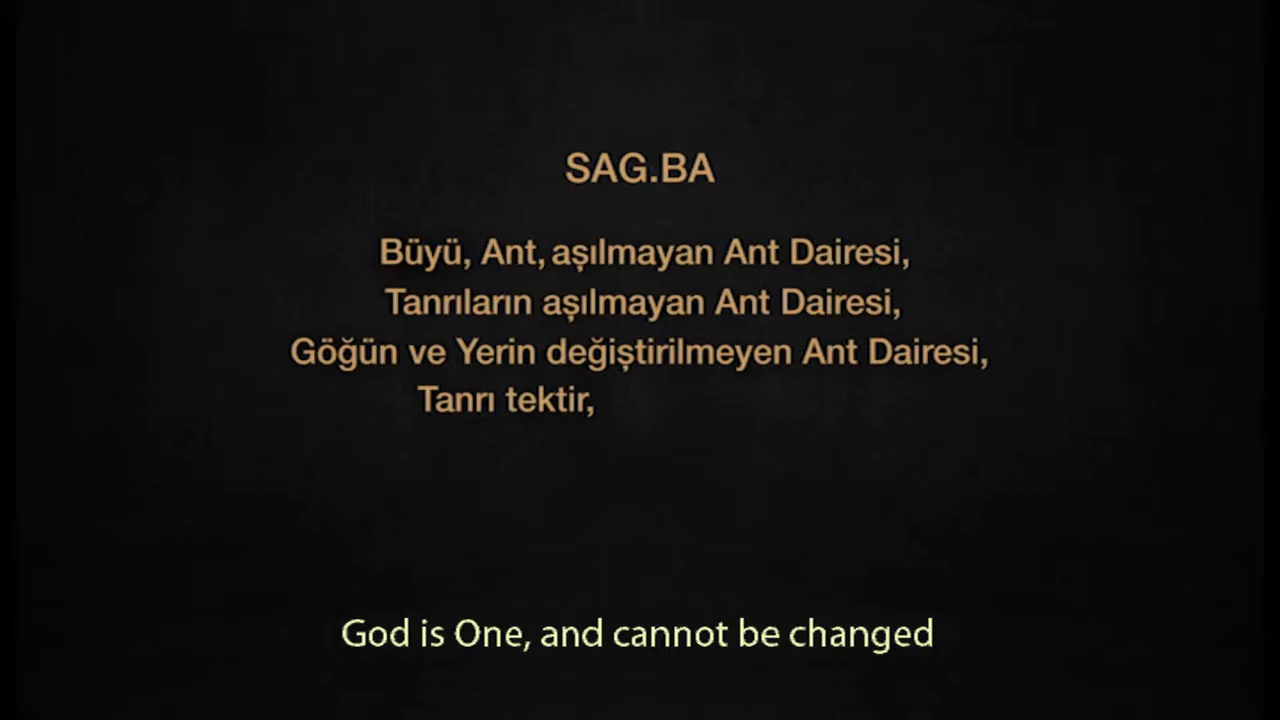 SAG.BA
Büyü, Ant, aşılmayan Ant Dairesi,
Tanrıların aşılmayan Ant Dairesi,
Göğün ve Yerin değiştirilmeyen Ant Dairesi,
Tanrı tektir,
God is One, and cannot be changed